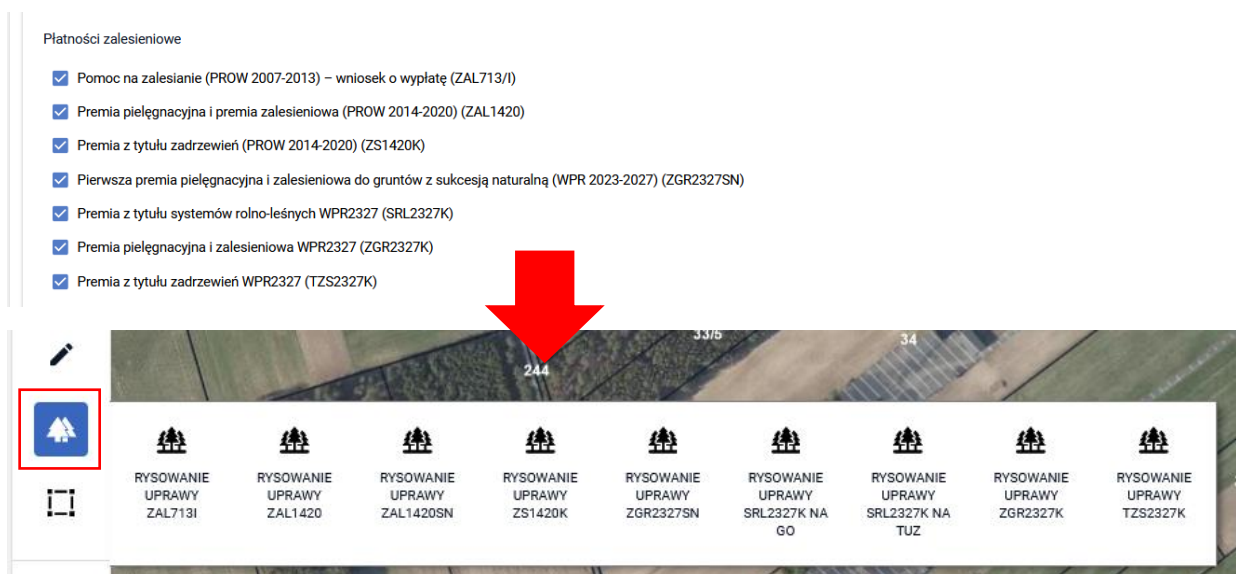 Płatności zalesieniowe
Pomoc na zalesianie (PROW 2007-2013) – wniosek o wypłatę (ZAL713/I)
Premia pielęgnacyjna i premia zalesieniowa (PROW 2014-2020) (ZAL1420)
Premia z tytułu zadrzewień (PROW 2014-2020) (ZS1420K)
Pierwsza premia pielęgnacyjna i zalesieniowa do gruntów z sukcesją naturalną (WPR 2023-2027) (ZGR2327SN)
Premia z tytułu systemów rolno-leśnych WPR2327 (SRL2327K)
Premia pielęgnacyjna i zalesieniowa WPR2327 (ZGR2327K)
Premia z tytułu zadrzewień WPR2327 (TZS2327K)
33/5
34
244
RYSOWANIE
UPRAWY
ZAL713I
RYSOWANIE
UPRAWY
ZAL1420
RYSOWANIE
UPRAWY
ZAL1420SN
RYSOWANIE
UPRAWY
ZS1420K
RYSOWANIE
UPRAWY
ZGR2327SN
RYSOWANIE
UPRAWY
SRL2327K NA
GO
RYSOWANIE
UPRAWY
SRL2327K NA
TUZ
RYSOWANIE
UPRAWY
ZGR2327K
RYSOWANIE
UPRAWY
TZS2327K